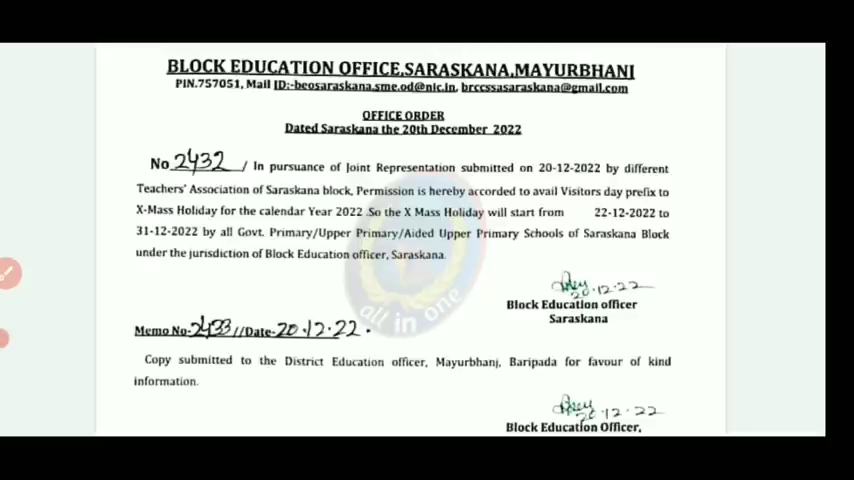 BLOCK EDUCATION OFFICE,SARASKANA,MAYURBHANJ
PIN.757051, Mail ID:-beosaraskana.sme.od@nic.in, brccssasaraskana@gmail.com
OFFICE ORDER
Dated Saraskana the 20th December 2022
No 2432 / In pursuance of Joint Representation submitted on 20-12-2022 by different
Teachers' Association of Saraskana block, Permission is hereby accorded to avail Visitors day prefix to
X-Mass Holiday for the calendar Year 2022 .So the X Mass Holiday will start from 22-12-2022 to
31-12-2022 by all Govt. Primary/Upper Primary/Aided Upper Primary Schools of Saraskana Block
under the jurisdiction of Block Education officer, Saraskana.
20.12.22
Block Education officer
Saraskana
all in one
Memo No-2433//Date-20.12.22.
Copy submitted to the District Education officer, Mayurbhanj, Baripada for favour of kind
information.
20.12.22
Block Education Officer,